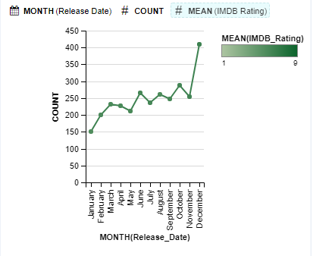 MONTH (Release Date) # COUNT # MEAN (IMDB Rating)
MEAN(IMDB_Rating)
1 9
450
400
350
300
250
200
150
100
50
0
COUNT
January
February
March
April
May
June
July
August
September
October
November
December
MONTH(Release_Date)